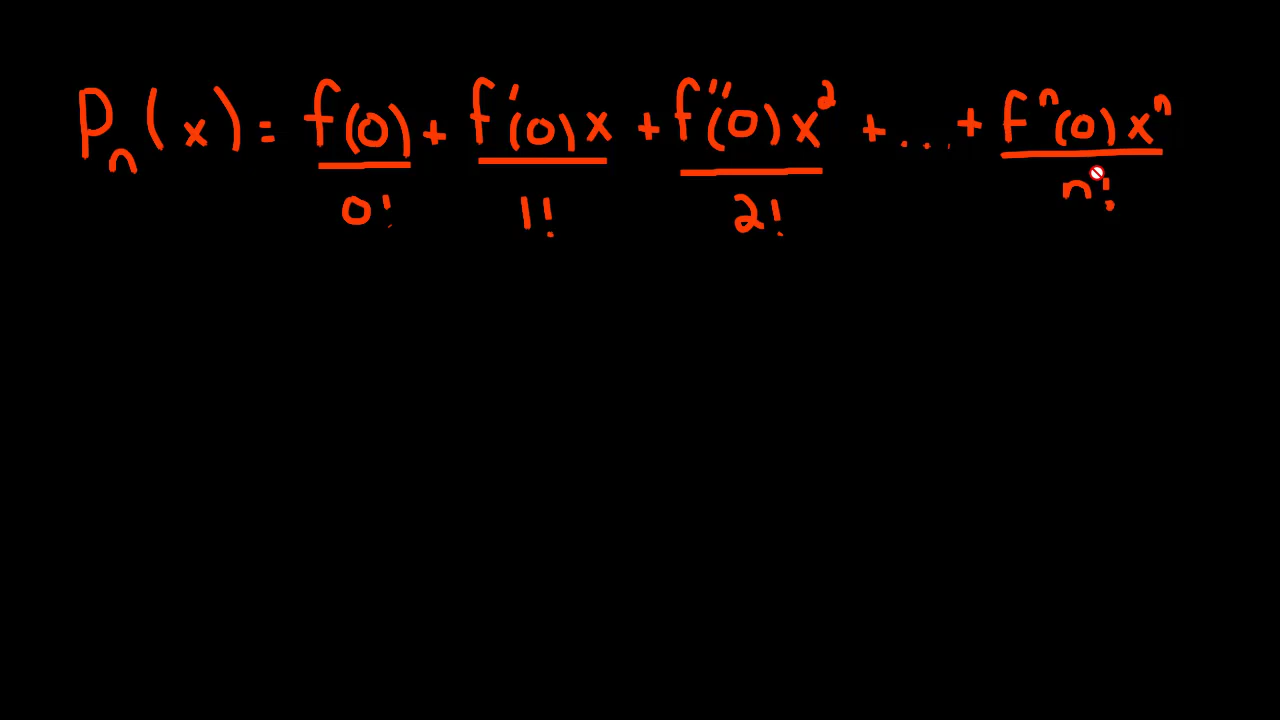 Pₙ(x) = f(0)/0! + f'(0)x/1! + f''(0)x²/2! + ... + fⁿ(0)xⁿ/n!